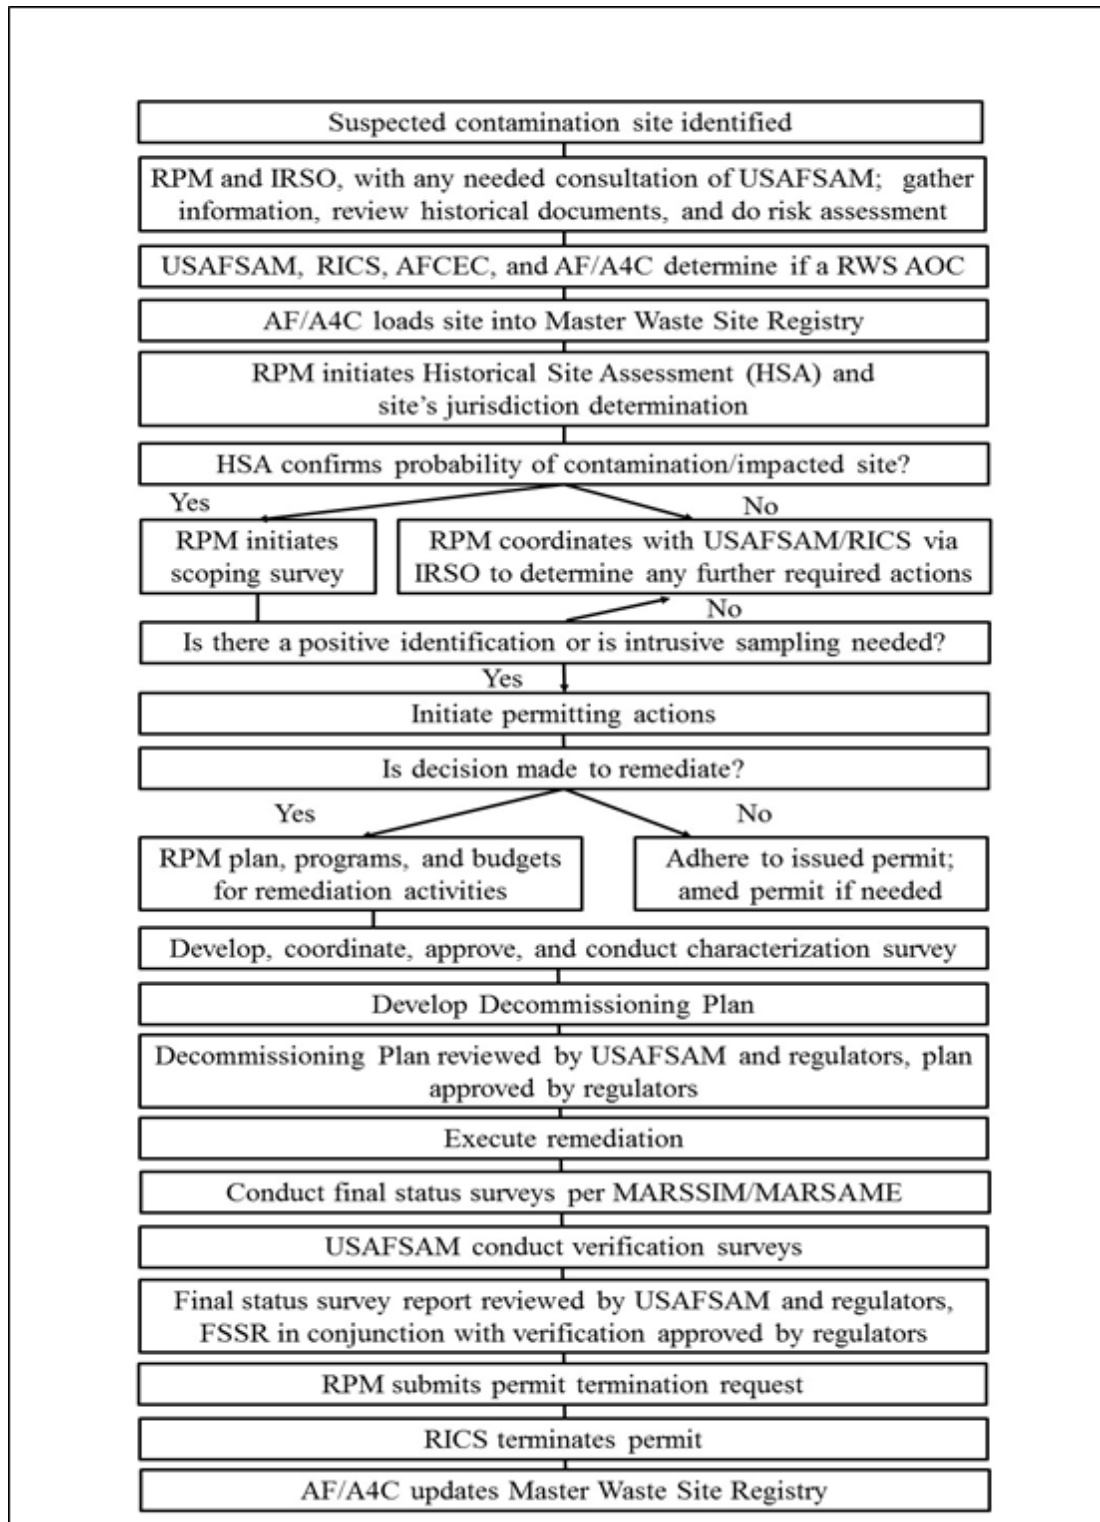 Suspected contamination site identified
RPM and IRSO, with any needed consultation of USAFSAM; gather
information, review historical documents, and do risk assessment
USAFSAM, RICS, AFCEC, and AF/A4C determine if a RWS AOC
AF/A4C loads site into Master Waste Site Registry
RPM initiates Historical Site Assessment (HSA) and
site's jurisdiction determination
HSA confirms probability of contamination/impacted site?
Yes
No
RPM initiates
scoping survey
RPM coordinates with USAFSAM/RICS via
IRSO to determine any further required actions
No
Is there a positive identification or is intrusive sampling needed?
Yes
Initiate permitting actions
Is decision made to remediate?
Yes
No
RPM plan, programs, and budgets
for remediation activities
Adhere to issued permit;
amed permit if needed
Develop, coordinate, approve, and conduct characterization survey
Develop Decommissioning Plan
Decommissioning Plan reviewed by USAFSAM and regulators, plan
approved by regulators
Execute remediation
Conduct final status surveys per MARSSIM/MARSAME
USAFSAM conduct verification surveys
Final status survey report reviewed by USAFSAM and regulators,
FSSR in conjunction with verification approved by regulators
RPM submits permit termination request
RICS terminates permit
AF/A4C updates Master Waste Site Registry